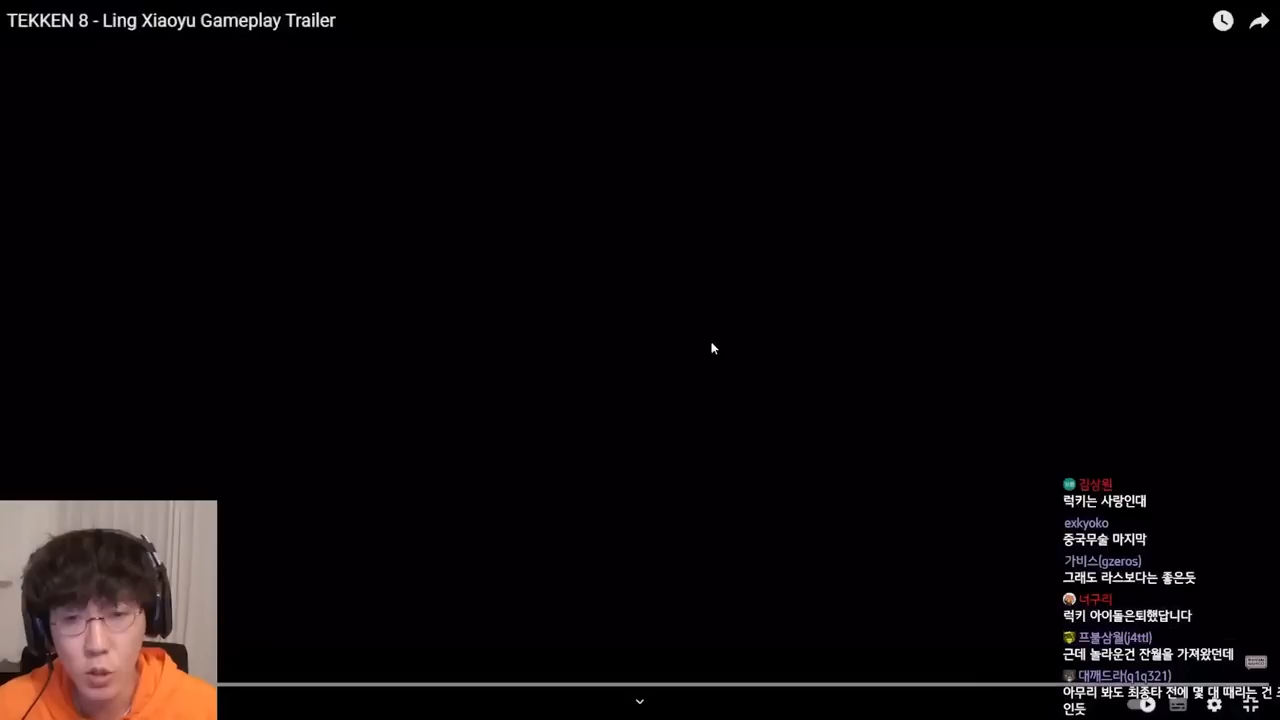 TEKKEN 8 - Ling Xiaoyu Gameplay Trailer
김상원
럭키는 사랑인대
exkyoko
중국무술 마지막
가비스(gzeros)
그래도 라스보다는 좋은듯
너구리
럭키 아이돌은퇴했답니다
프불삼월(j4ttl)
근데 놀라운건 잔월을 가져왔던데
대깨드라(q1q321)
아무리 봐도 최종타 전에 몇 대 때리는 건
인듯